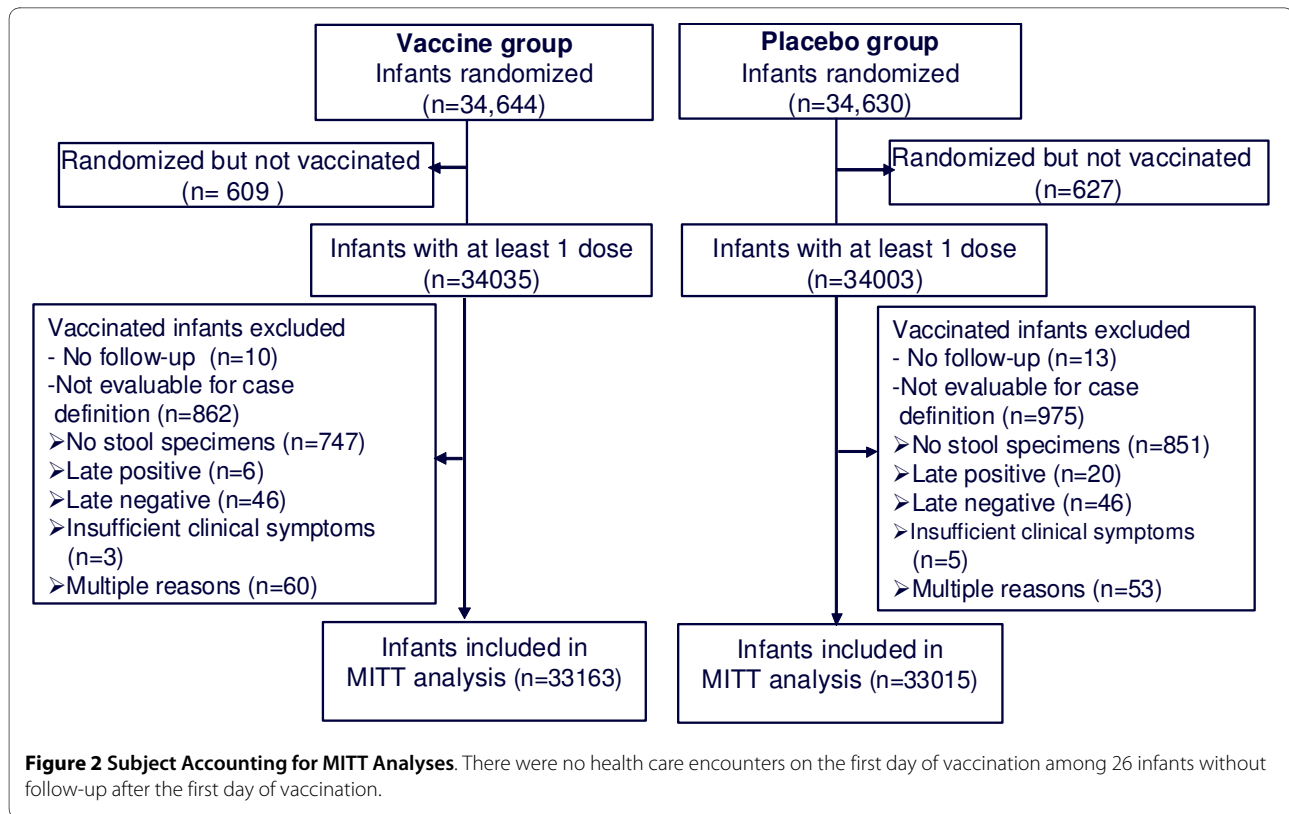 Vaccine group
Infants randomized
(n=34,644)
Placebo group
Infants randomized
(n=34,630)
Randomized but not vaccinated
(n= 609 )
Randomized but not vaccinated
(n=627)
Infants with at least 1 dose
(n=34035)
Infants with at least 1 dose
(n=34003)
Vaccinated infants excluded
- No follow-up (n=10)
-Not evaluable for case
definition (n=862)
➢No stool specimens (n=747)
➢Late positive (n=6)
➢Late negative (n=46)
➢Insufficient clinical symptoms
(n=3)
➢Multiple reasons (n=60)
Vaccinated infants excluded
- No follow-up (n=13)
-Not evaluable for case
definition (n=975)
➢No stool specimens (n=851)
➢Late positive (n=20)
➢Late negative (n=46)
➢Insufficient clinical symptoms
(n=5)
➢Multiple reasons (n=53)
Infants included in
MITT analysis (n=33163)
Infants included in
MITT analysis (n=33015)
Figure 2 Subject Accounting for MITT Analyses. There were no health care encounters on the first day of vaccination among 26 infants without
follow-up after the first day of vaccination.